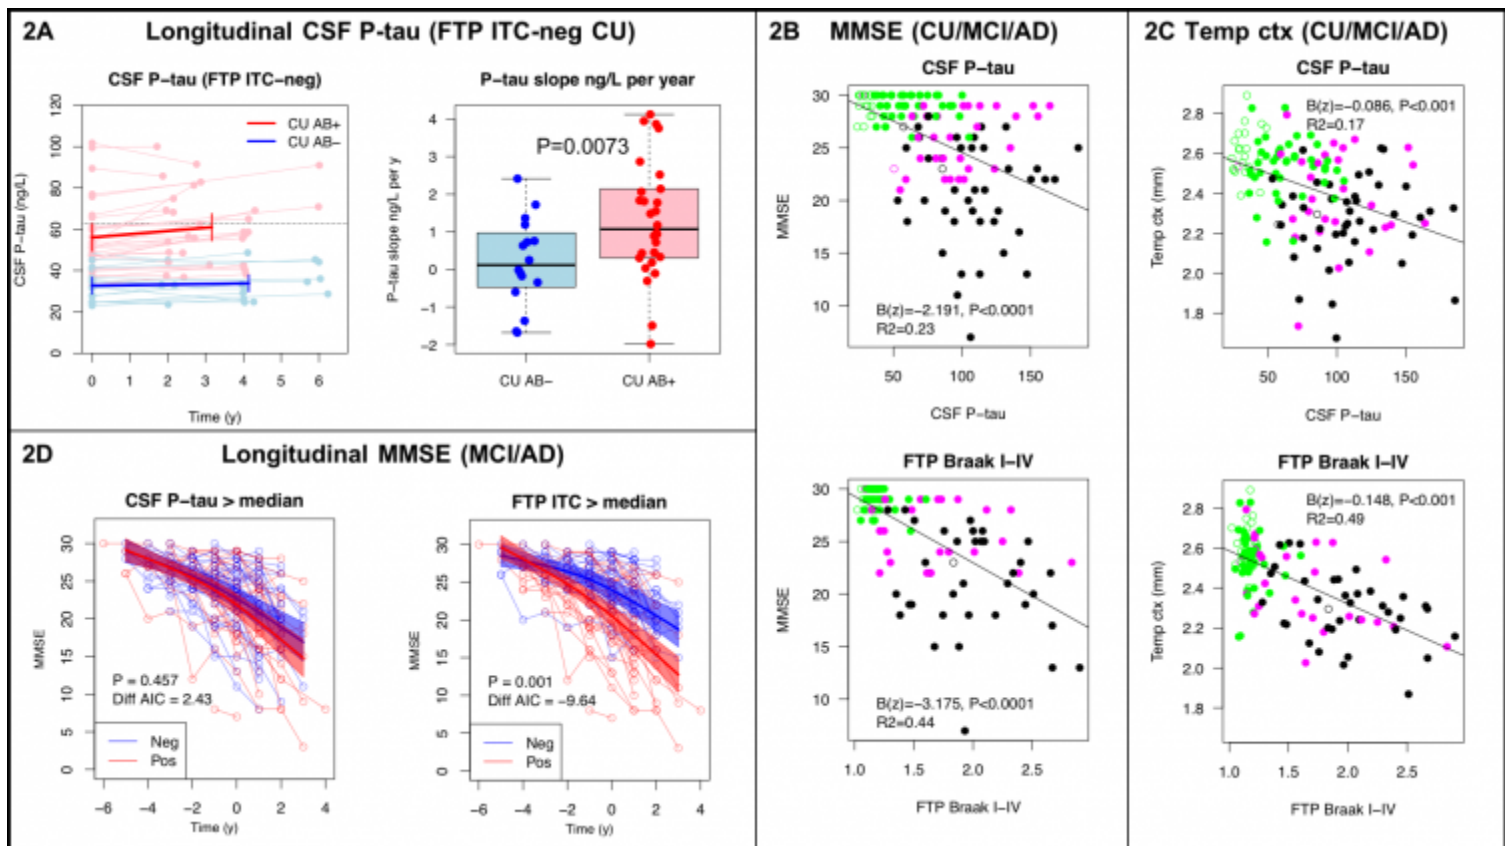 2A Longitudinal CSF P-tau (FTP ITC-neg CU)
CSF P−tau (FTP ITC−neg)
CSF P−tau (ng/L)
120
100
80
60
40
20
0
CU AB+
CU AB−
0 1 2 3 4 5 6
Time (y)
P−tau slope ng/L per year
P−tau slope ng/L per y
4
3
2
1
0
−1
−2
P=0.0073
CU AB− CU AB+
2B MMSE (CU/MCI/AD)
CSF P−tau
MMSE
30
25
20
15
10
B(z)=−2.191, P<0.0001
R2=0.23
50 100 150
CSF P−tau
FTP Braak I−IV
MMSE
30
25
20
15
10
B(z)=−3.175, P<0.0001
R2=0.44
1.0 1.5 2.0 2.5
FTP Braak I−IV
2C Temp ctx (CU/MCI/AD)
CSF P−tau
Temp ctx (mm)
2.8
2.6
2.4
2.2
2.0
1.8
B(z)=−0.086, P<0.001
R2=0.17
50 100 150
CSF P−tau
FTP Braak I−IV
Temp ctx (mm)
2.8
2.6
2.4
2.2
2.0
1.8
B(z)=−0.148, P<0.001
R2=0.49
1.0 1.5 2.0 2.5
FTP Braak I−IV
2D Longitudinal MMSE (MCI/AD)
CSF P−tau > median
MMSE
30
25
20
15
10
5
0
P = 0.457
Diff AIC = 2.43
Neg
Pos
−6 −4 −2 0 2 4
Time (y)
FTP ITC > median
MMSE
30
25
20
15
10
5
0
P = 0.001
Diff AIC = −9.64
Neg
Pos
−6 −4 −2 0 2 4
Time (y)